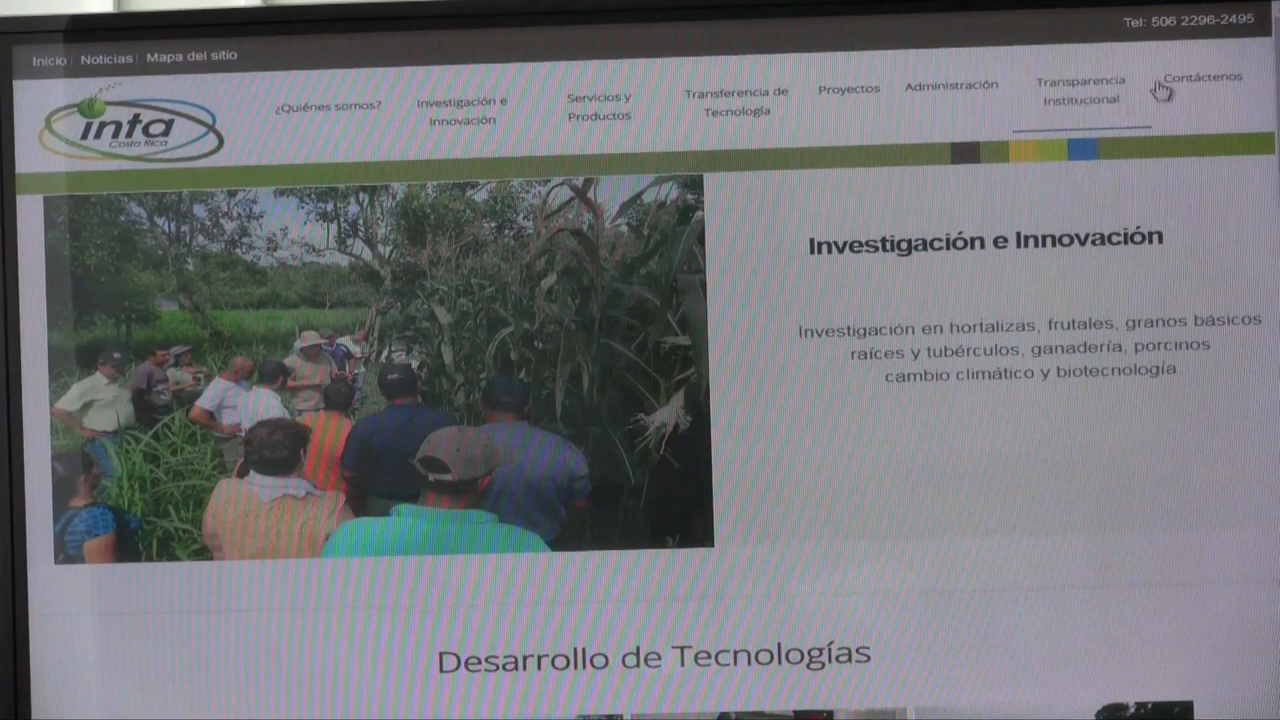 Tel: 506 2296-2495
Inicio Noticias Mapa del sitio
inta
Costa Rica
¿Quiénes somos?
Investigación e
Innovación
Servicios y
Productos
Transferencia de
Tecnología
Proyectos
Administración
Transparencia
Institucional
Contáctenos
Investigación e Innovación
Investigación en hortalizas, frutales, granos básicos
raíces y tubérculos, ganadería, porcinos
cambio climático y biotecnología
Desarrollo de Tecnologías